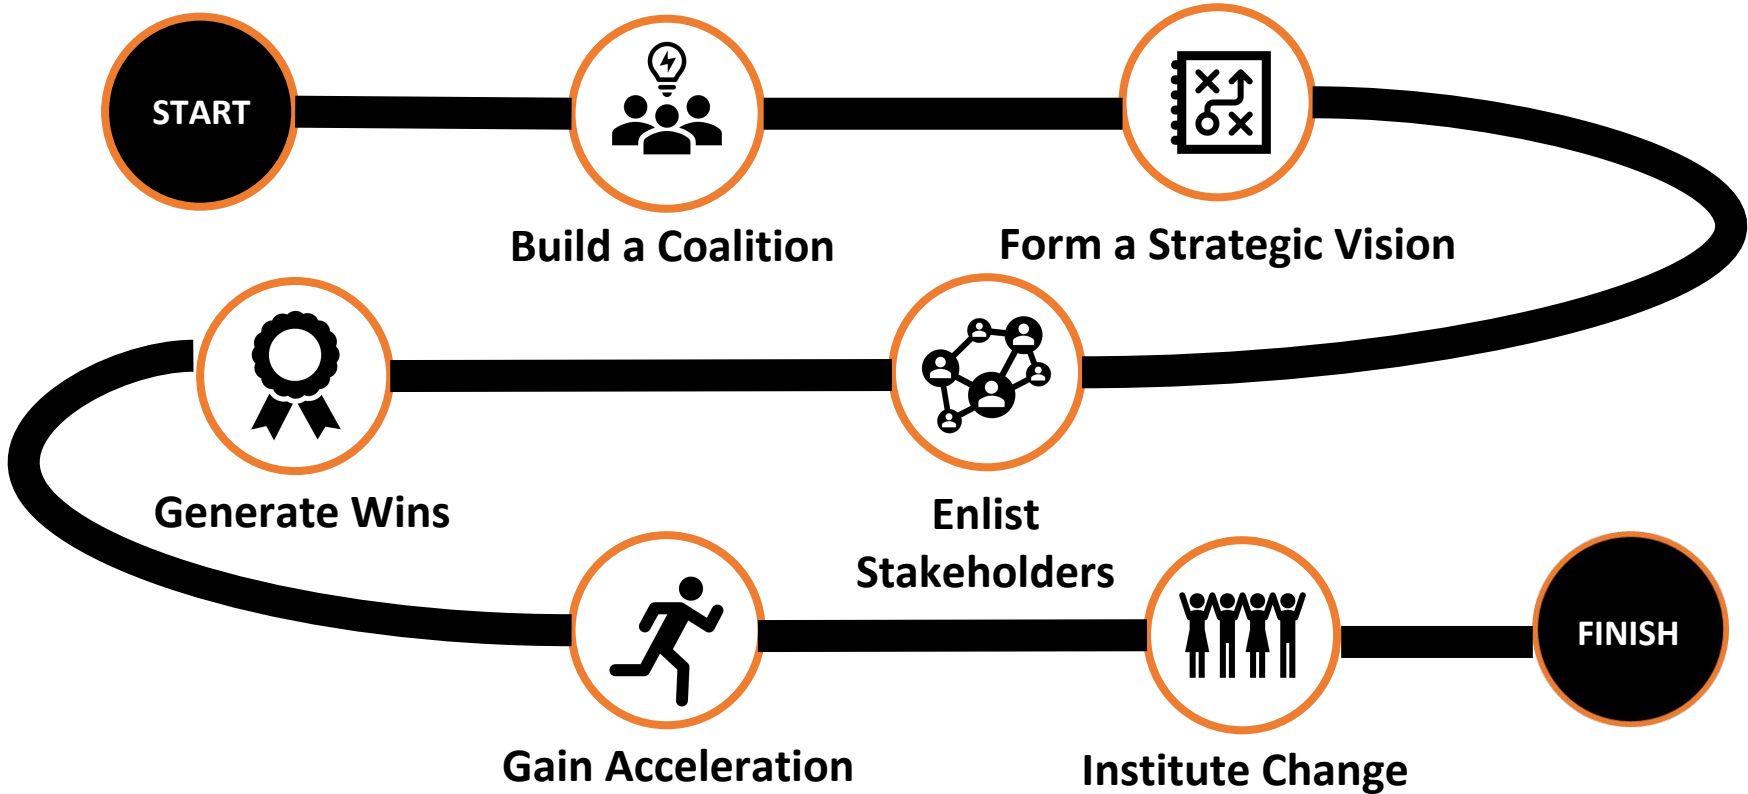 START
Build a Coalition
Form a Strategic Vision
Generate Wins
Enlist
Stakeholders
Gain Acceleration
Institute Change
FINISH